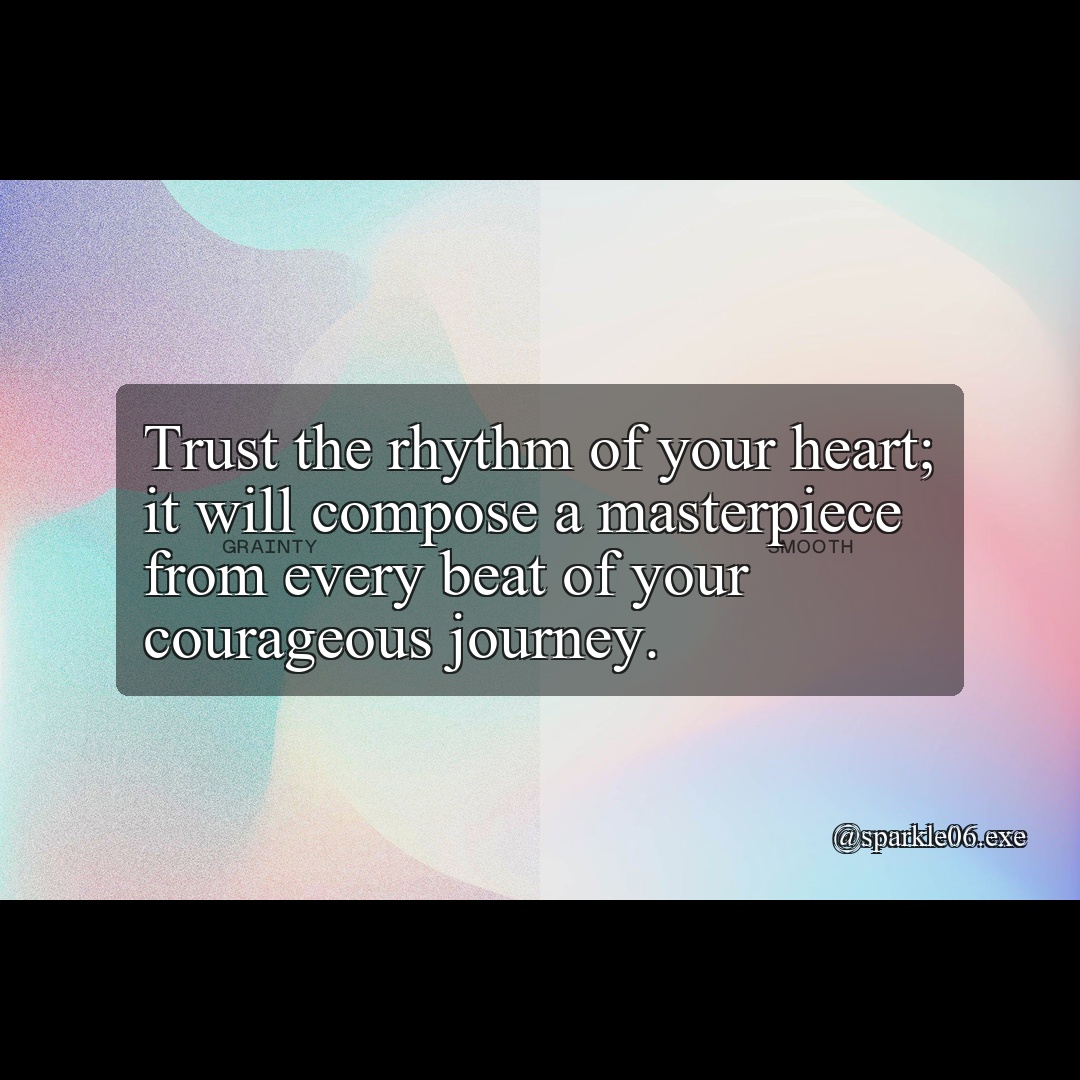 Trust the rhythm of your heart;
it will compose a masterpiece
GRAINTY SMOOTH
from every beat of your
courageous journey.
@sparkle06.exe